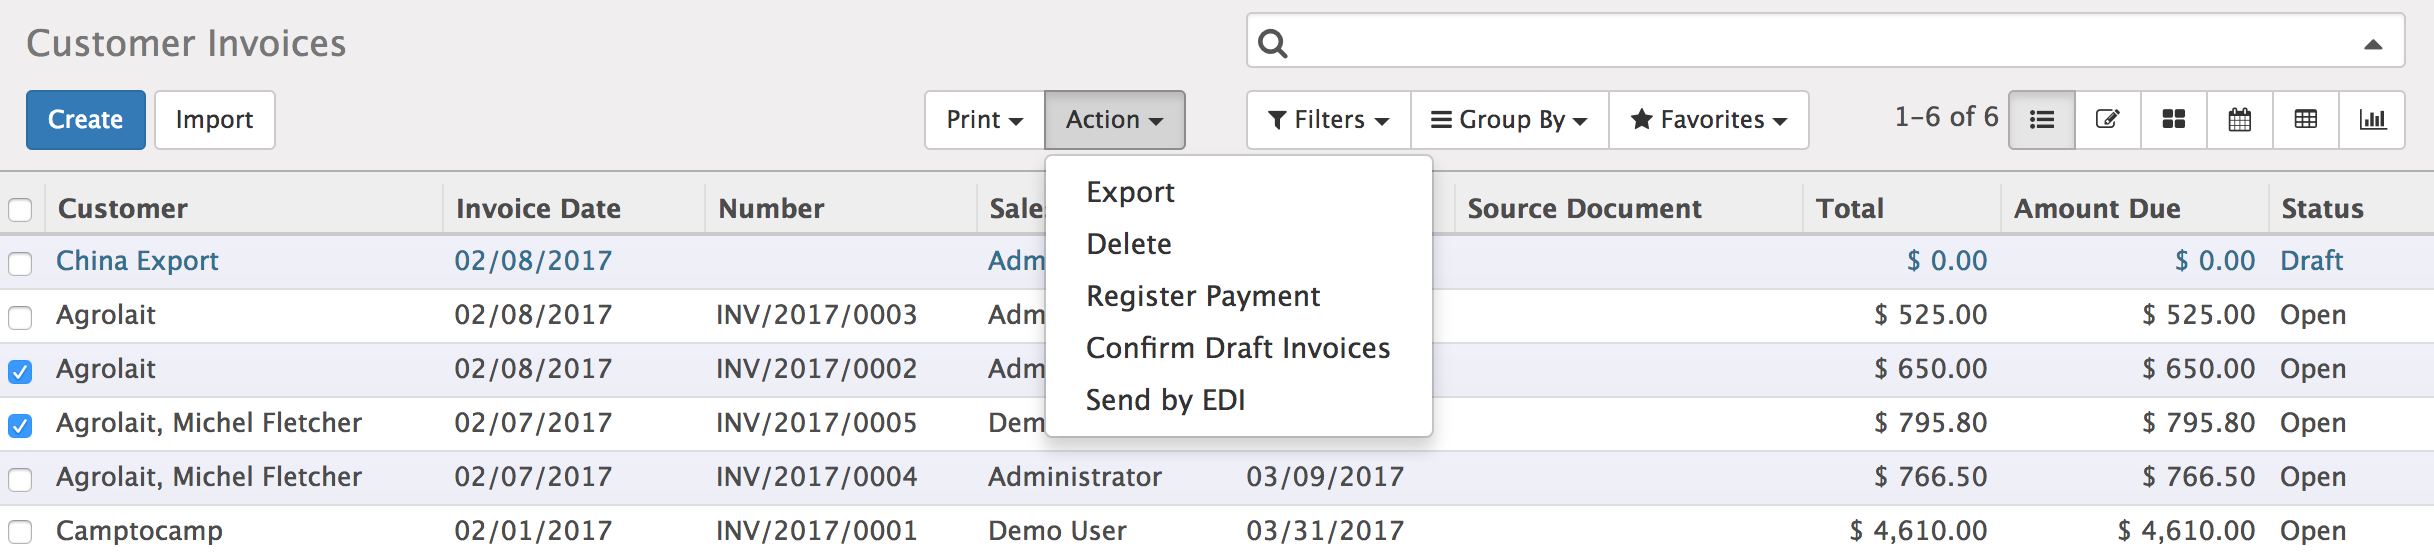 Customer Invoices
Create Import Print Action Filters Group By Favorites 1-6 of 6
Export
Delete
Register Payment
Confirm Draft Invoices
Send by EDI
Customer Invoice Date Number Source Document Total Amount Due Status
China Export 02/08/2017 $ 0.00 $ 0.00 Draft
Agrolait 02/08/2017 INV/2017/0003 $ 525.00 $ 525.00 Open
Agrolait 02/08/2017 INV/2017/0002 $ 650.00 $ 650.00 Open
Agrolait, Michel Fletcher 02/07/2017 INV/2017/0005 $ 795.80 $ 795.80 Open
Agrolait, Michel Fletcher 02/07/2017 INV/2017/0004 Administrator 03/09/2017 $ 766.50 $ 766.50 Open
Camptocamp 02/01/2017 INV/2017/0001 Demo User 03/31/2017 $ 4,610.00 $ 4,610.00 Open